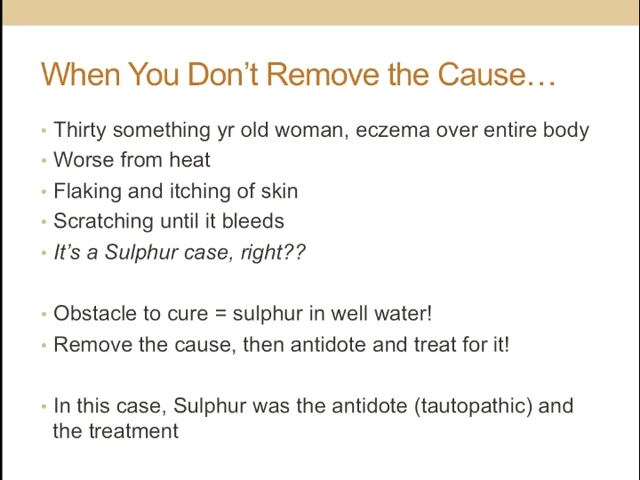 When You Don't Remove the Cause…
• Thirty something yr old woman, eczema over entire body
• Worse from heat
• Flaking and itching of skin
• Scratching until it bleeds
• It's a Sulphur case, right??
• Obstacle to cure = sulphur in well water!
• Remove the cause, then antidote and treat for it!
• In this case, Sulphur was the antidote (tautopathic) and
the treatment